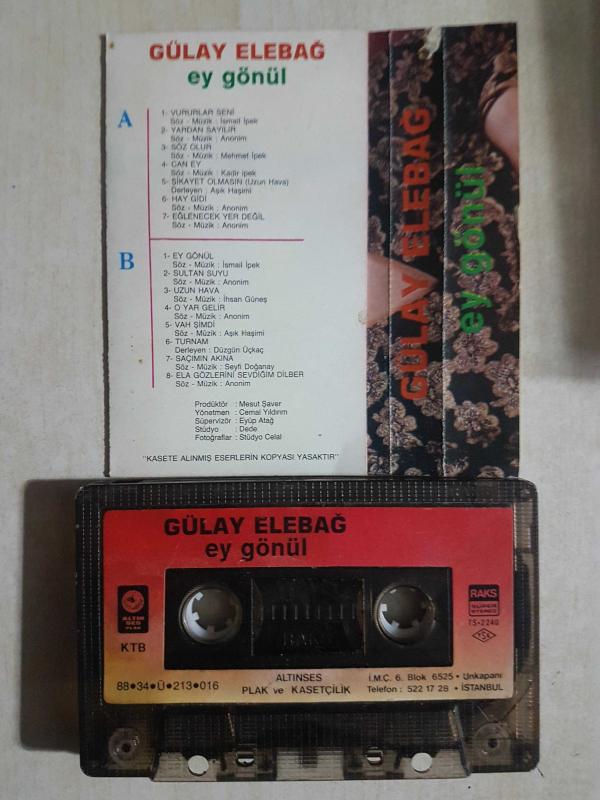 GÜLAY ELEBAĞ
ey gönül
A
1- VURURLAR SENİ
Söz - Müzik : İsmail İpek
2- YARDAN SAYILIR
Söz - Müzik : Anonim
3- SÖZ OLUR
Söz - Müzik : Mehmet İpek
4- CAN EY
Söz - Müzik : Kadir ipek
5- ŞİKAYET OLMASIN (Uzun Hava)
Derleyen : Aşık Haşimi
6- HAY GİDİ
Söz - Müzik : Anonim
7- EĞLENECEK YER DEĞİL
Söz - Müzik : Anonim
B
1- EY GÖNÜL
Söz - Müzik : İsmail İpek
2- SULTAN SUYU
Söz - Müzik : Anonim
3- UZUN HAVA
Söz - Müzik : İhsan Güneş
4- O YAR GELİR
Söz - Müzik : Anonim
5- VAH ŞİMDİ
Söz - Müzik : Aşık Haşimi
6- TURNAM
Derleyen : Düzgün Üçkaç
7- SAÇIMIN AKINA
Söz - Müzik : Seyfi Doğanay
8- ELA GÖZLERİNİ SEVDİĞİM DİLBER
Söz - Müzik : Anonim
Prodüktör : Mesut Şaver
Yönetmen : Cemal Yıldırım
Süpervizör : Eyüp Atağ
Stüdyo : Dede
Fotoğraflar : Stüdyo Celal
"KASETE ALINMIŞ ESERLERİN KOPYASI YASAKTIR"
GÜLAY ELEBAĞ
ey gönül
GÜLAY ELEBAĞ
ey gönül
ALTIN
SES
PLAK
KTB
RAKS
SÜPER
STEREO
TS-2240
TSE
RAKS
88•34•Ü•213•016
ALTINSES
PLAK ve KASETÇİLİK
İ.M.Ç. 6. Blok 6525 • Unkapanı
Telefon : 522 17 28 • İSTANBUL